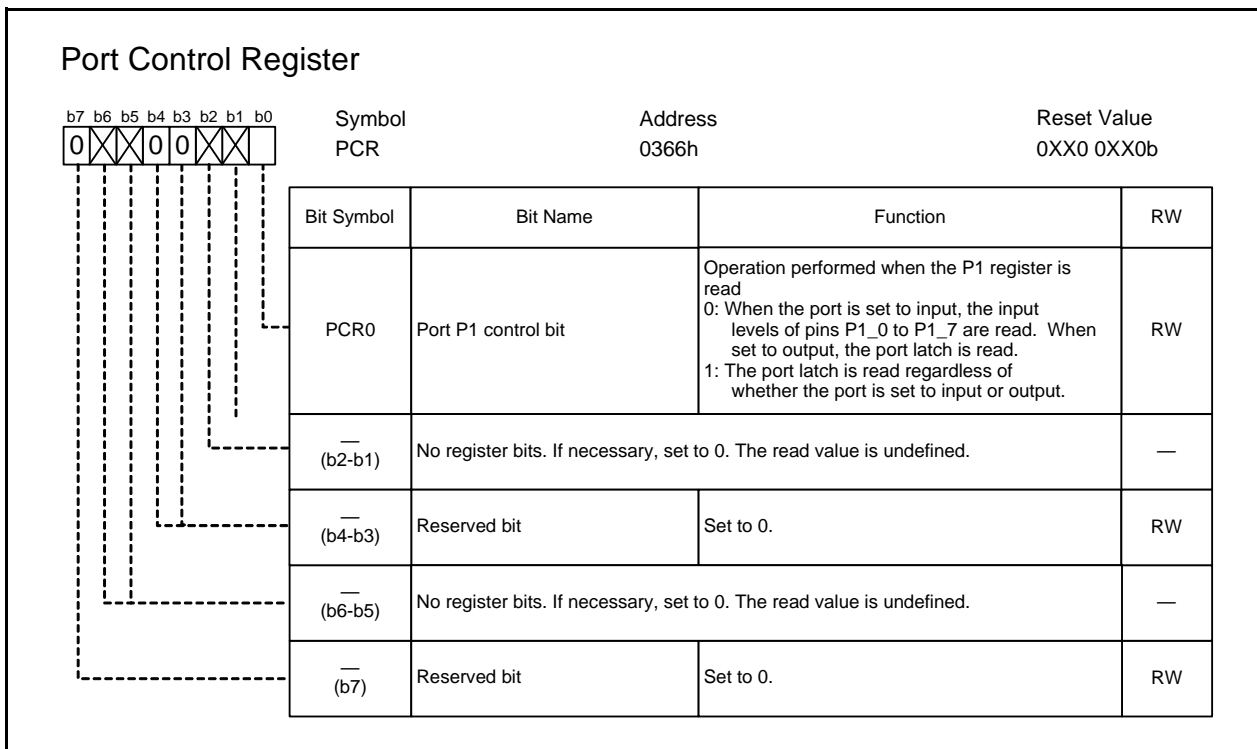 Port Control Register
b7 b6 b5 b4 b3 b2 b1 b0
0 0 0
Symbol Address Reset Value
PCR 0366h 0XX0 0XX0b
Bit Symbol Bit Name Function RW
PCR0 Port P1 control bit
Operation performed when the P1 register is
read
0: When the port is set to input, the input
levels of pins P1_0 to P1_7 are read. When
set to output, the port latch is read.
1: The port latch is read regardless of
whether the port is set to input or output.
RW
—
(b2-b1)
No register bits. If necessary, set to 0. The read value is undefined.
—
—
(b4-b3)
Reserved bit Set to 0. RW
—
(b6-b5)
No register bits. If necessary, set to 0. The read value is undefined.
—
—
(b7)
Reserved bit Set to 0. RW